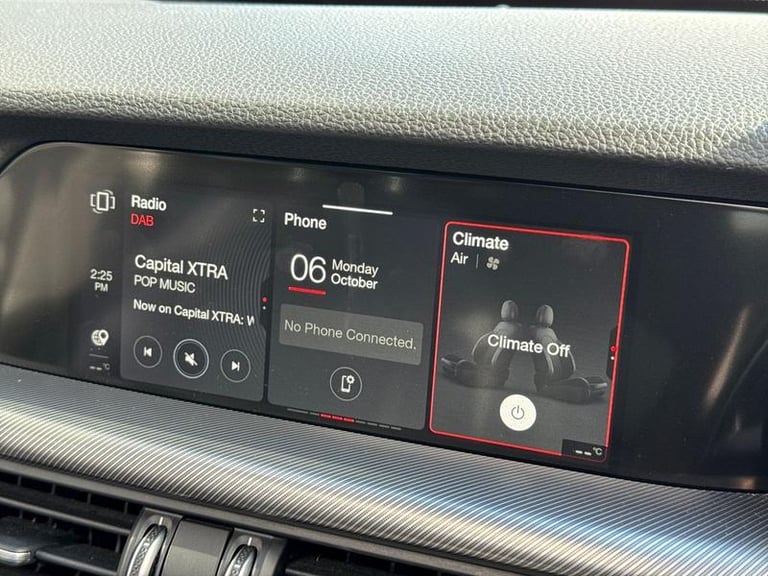 Radio
DAB
2:25
PM
Capital XTRA
POP MUSIC
Now on Capital XTRA: W
--°C
Phone
06
Monday
October
No Phone Connected.
Climate
Air
Climate Off
--°C